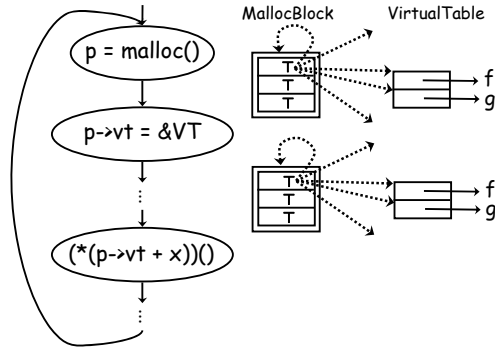 MallocBlock VirtualTable
p = malloc()
p->vt = &VT
⋮
(*(p->vt + x))()
⋮
⊤
⊤
⊤
f
g
⊤
⊤
⊤
f
g